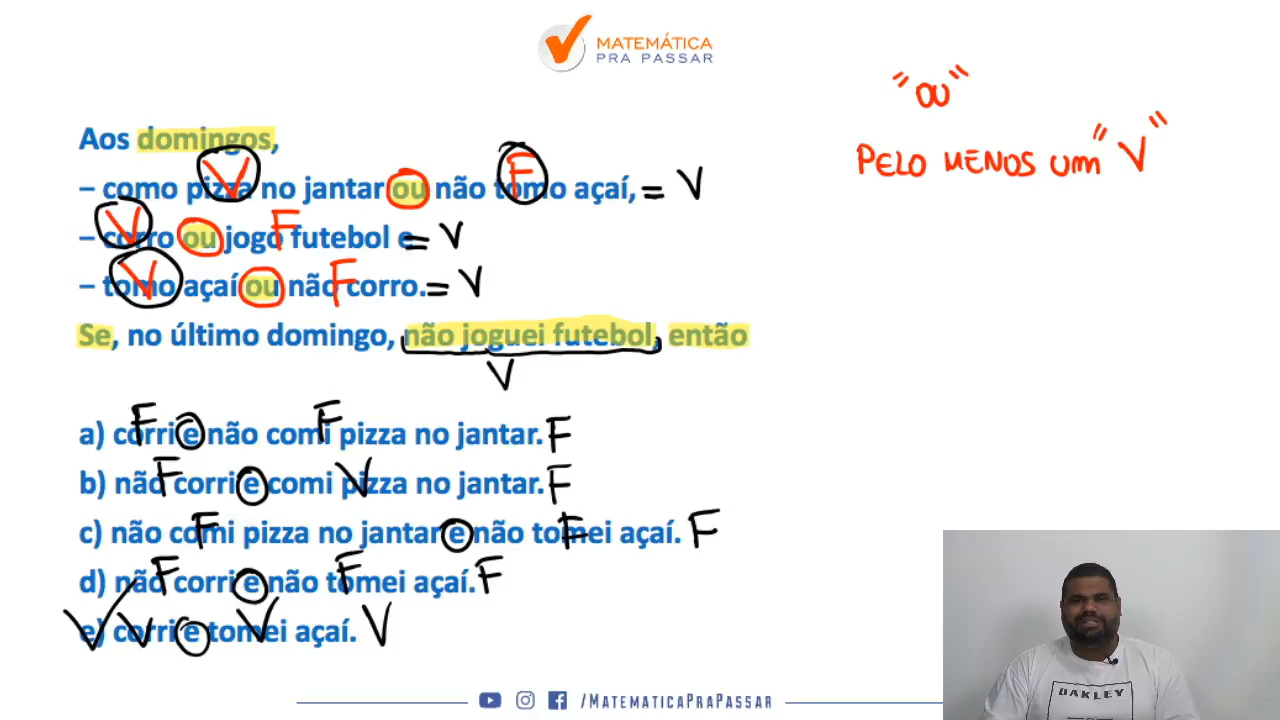 MATEMÁTICA
PRA PASSAR
"OU"
PELO MENOS UM "V"
Aos domingos,
V F
– como pizza no jantar ou não tomo açaí, = V
V F
– corro ou jogo futebol e = V
V F
– tomo açaí ou não corro. = V
Se, no último domingo, não joguei futebol, então
V
F F
a) corri e não comi pizza no jantar. F
F V
b) não corri e comi pizza no jantar. F
F F
c) não comi pizza no jantar e não tomei açaí. F
F F
d) não corri e não tomei açaí. F
V V
e) corri e tomei açaí. V
/MATEMATICAPRAPASSAR
OAKLEY